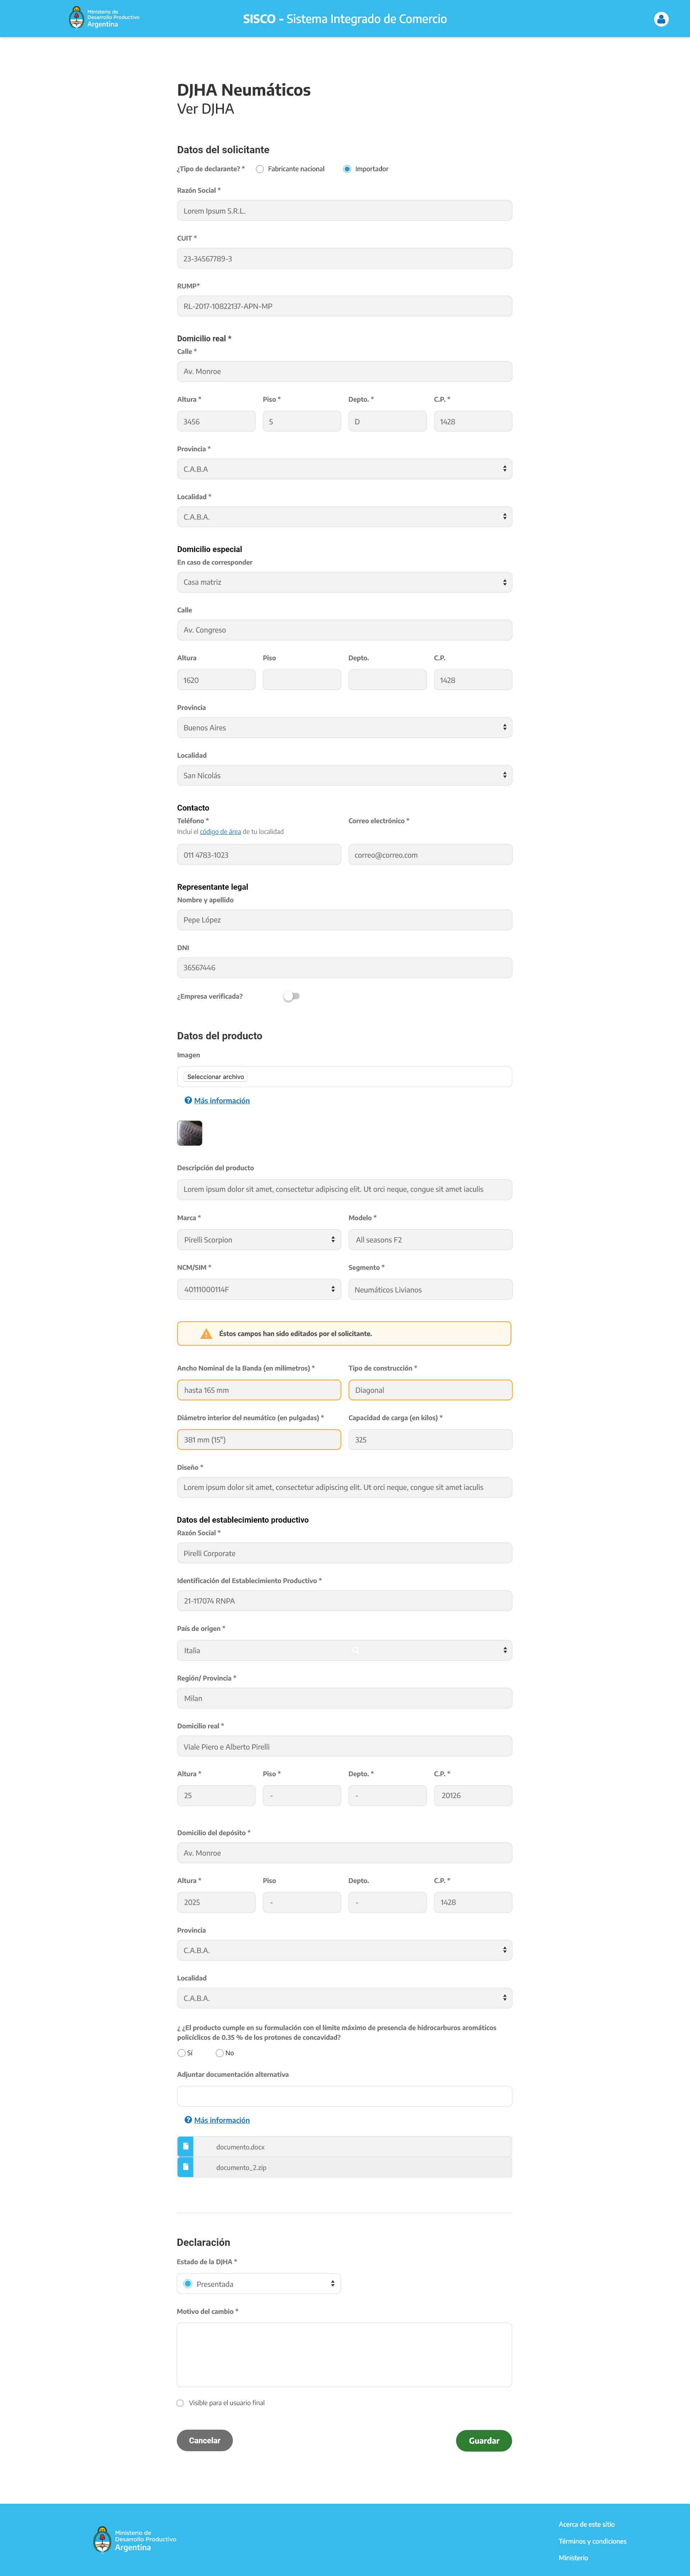 Ministerio de
Desarrollo Productivo
Argentina
SISCO - Sistema Integrado de Comercio
DJHA Neumáticos
Ver DJHA
Datos del solicitante
¿Tipo de declarante? * Fabricante nacional Importador
Razón Social *
Lorem Ipsum S.R.L.
CUIT *
23-34567789-3
RUMP*
RL-2017-10822137-APN-MP
Domicilio real *
Calle *
Av. Monroe
Altura * Piso * Depto. * C.P. *
3456 5 D 1428
Provincia *
C.A.B.A
Localidad *
C.A.B.A.
Domicilio especial
En caso de corresponder
Casa matriz
Calle
Av. Congreso
Altura Piso Depto. C.P.
1620 1428
Provincia
Buenos Aires
Localidad
San Nicolás
Contacto
Teléfono * Correo electrónico *
Incluí el código de área de tu localidad
011 4783-1023 correo@correo.com
Representante legal
Nombre y apellido
Pepe López
DNI
36567446
¿Empresa verificada?
Datos del producto
Imagen
Seleccionar archivo
Más información
Descripción del producto
Lorem ipsum dolor sit amet, consectetur adipiscing elit. Ut orci neque, congue sit amet iaculis
Marca * Modelo *
Pirelli Scorpion All seasons F2
NCM/SIM * Segmento *
40111000114F Neumáticos Livianos
Éstos campos han sido editados por el solicitante.
Ancho Nominal de la Banda (en milímetros) * Tipo de construcción *
hasta 165 mm Diagonal
Diámetro interior del neumático (en pulgadas) * Capacidad de carga (en kilos) *
381 mm (15") 325
Diseño *
Lorem ipsum dolor sit amet, consectetur adipiscing elit. Ut orci neque, congue sit amet iaculis
Datos del establecimiento productivo
Razón Social *
Pirelli Corporate
Identificación del Establecimiento Productivo *
21-117074 RNPA
País de origen *
Italia
Región/ Provincia *
Milan
Domicilio real *
Viale Piero e Alberto Pirelli
Altura * Piso * Depto. * C.P. *
25 - - 20126
Domicilio del depósito *
Av. Monroe
Altura * Piso Depto. C.P. *
2025 - - 1428
Provincia
C.A.B.A.
Localidad
C.A.B.A.
¿ ¿El producto cumple en su formulación con el límite máximo de presencia de hidrocarburos aromáticos
policíclicos de 0.35 % de los protones de concavidad?
Sí No
Adjuntar documentación alternativa
Más información
documento.docx
documento_2.zip
Declaración
Estado de la DJHA *
Presentada
Motivo del cambio *
Visible para el usuario final
Cancelar Guardar
Ministerio de
Desarrollo Productivo
Argentina
Acerca de este sitio
Términos y condiciones
Ministerio